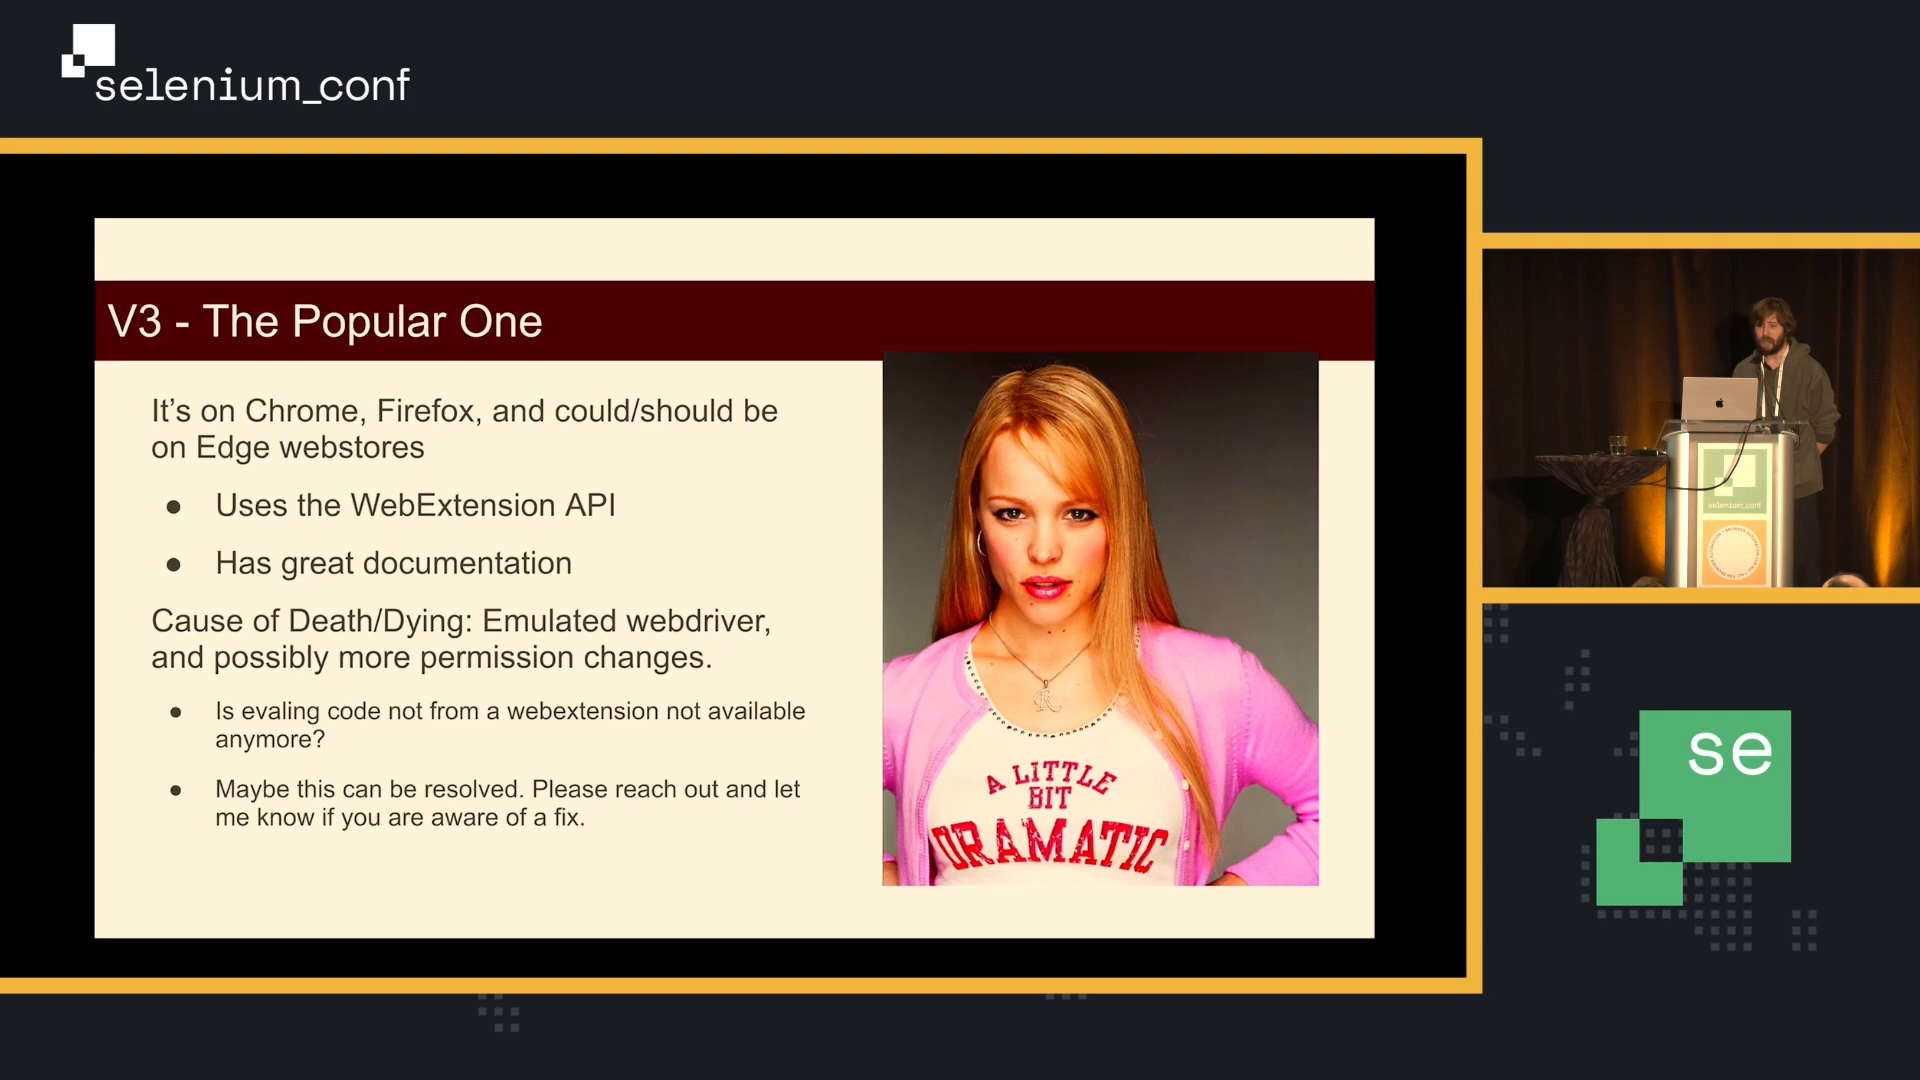 selenium_conf
V3 - The Popular One
It's on Chrome, Firefox, and could/should be
on Edge webstores
● Uses the WebExtension API
● Has great documentation
Cause of Death/Dying: Emulated webdriver,
and possibly more permission changes.
● Is evaling code not from a webextension not available
anymore?
● Maybe this can be resolved. Please reach out and let
me know if you are aware of a fix.
A LITTLE
BIT
DRAMATIC
R
selenium_conf
se